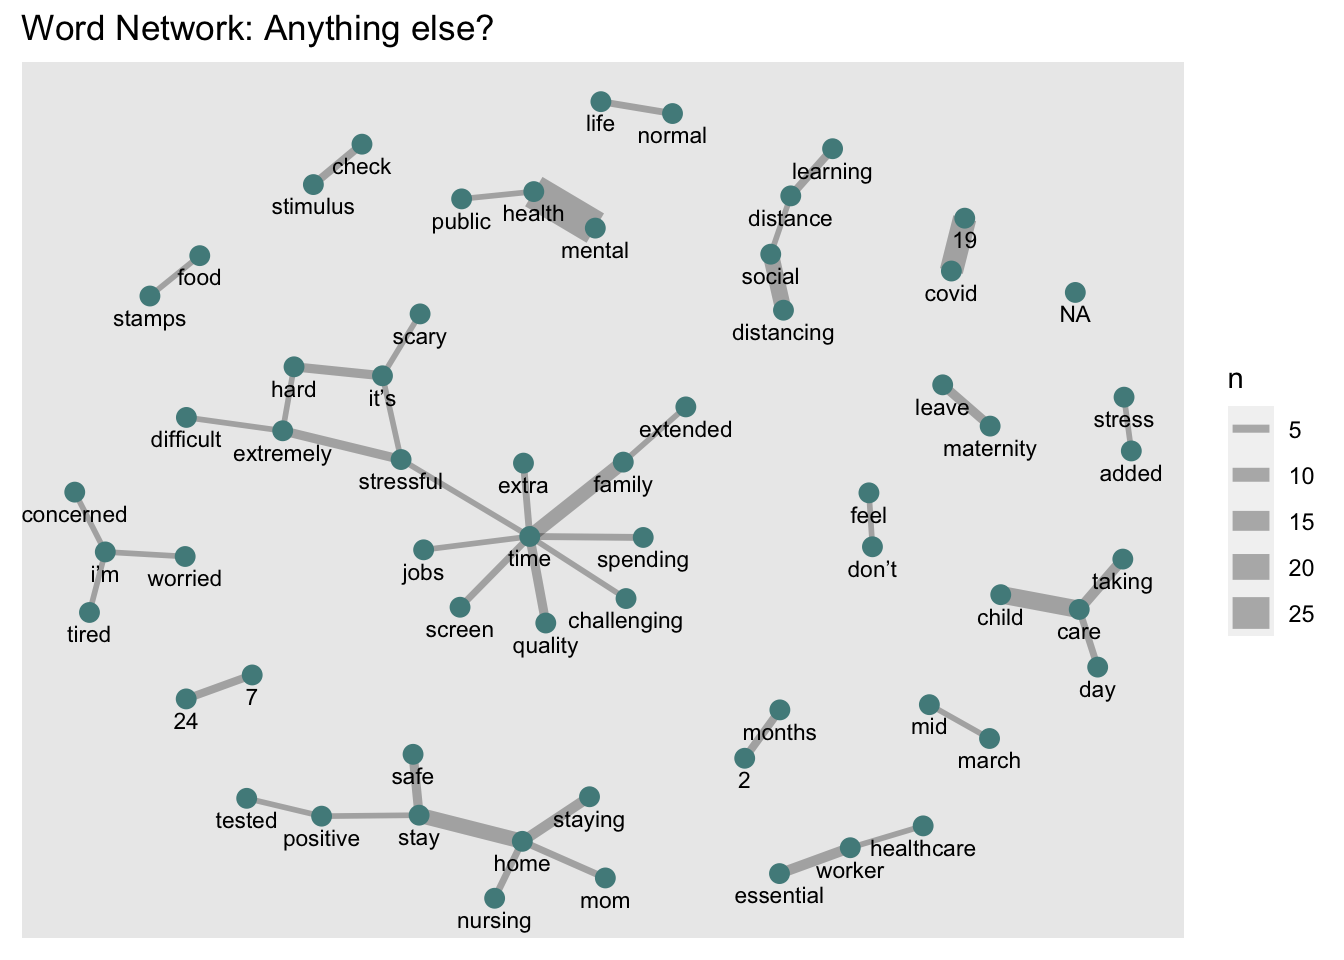 Word Network: Anything else?
life
normal
check
stimulus
learning
public
health
mental
distance
19
social
covid
food
stamps
NA
distancing
scary
hard
it’s
leave
stress
maternity
difficult
extremely
extended
added
stressful
extra
family
concerned
feel
time
spending
i’m
worried
jobs
don’t
taking
child
care
tired
screen
challenging
quality
day
24
7
months
mid
march
2
safe
tested
positive
stay
staying
home
healthcare
worker
essential
nursing
mom
n
5
10
15
20
25